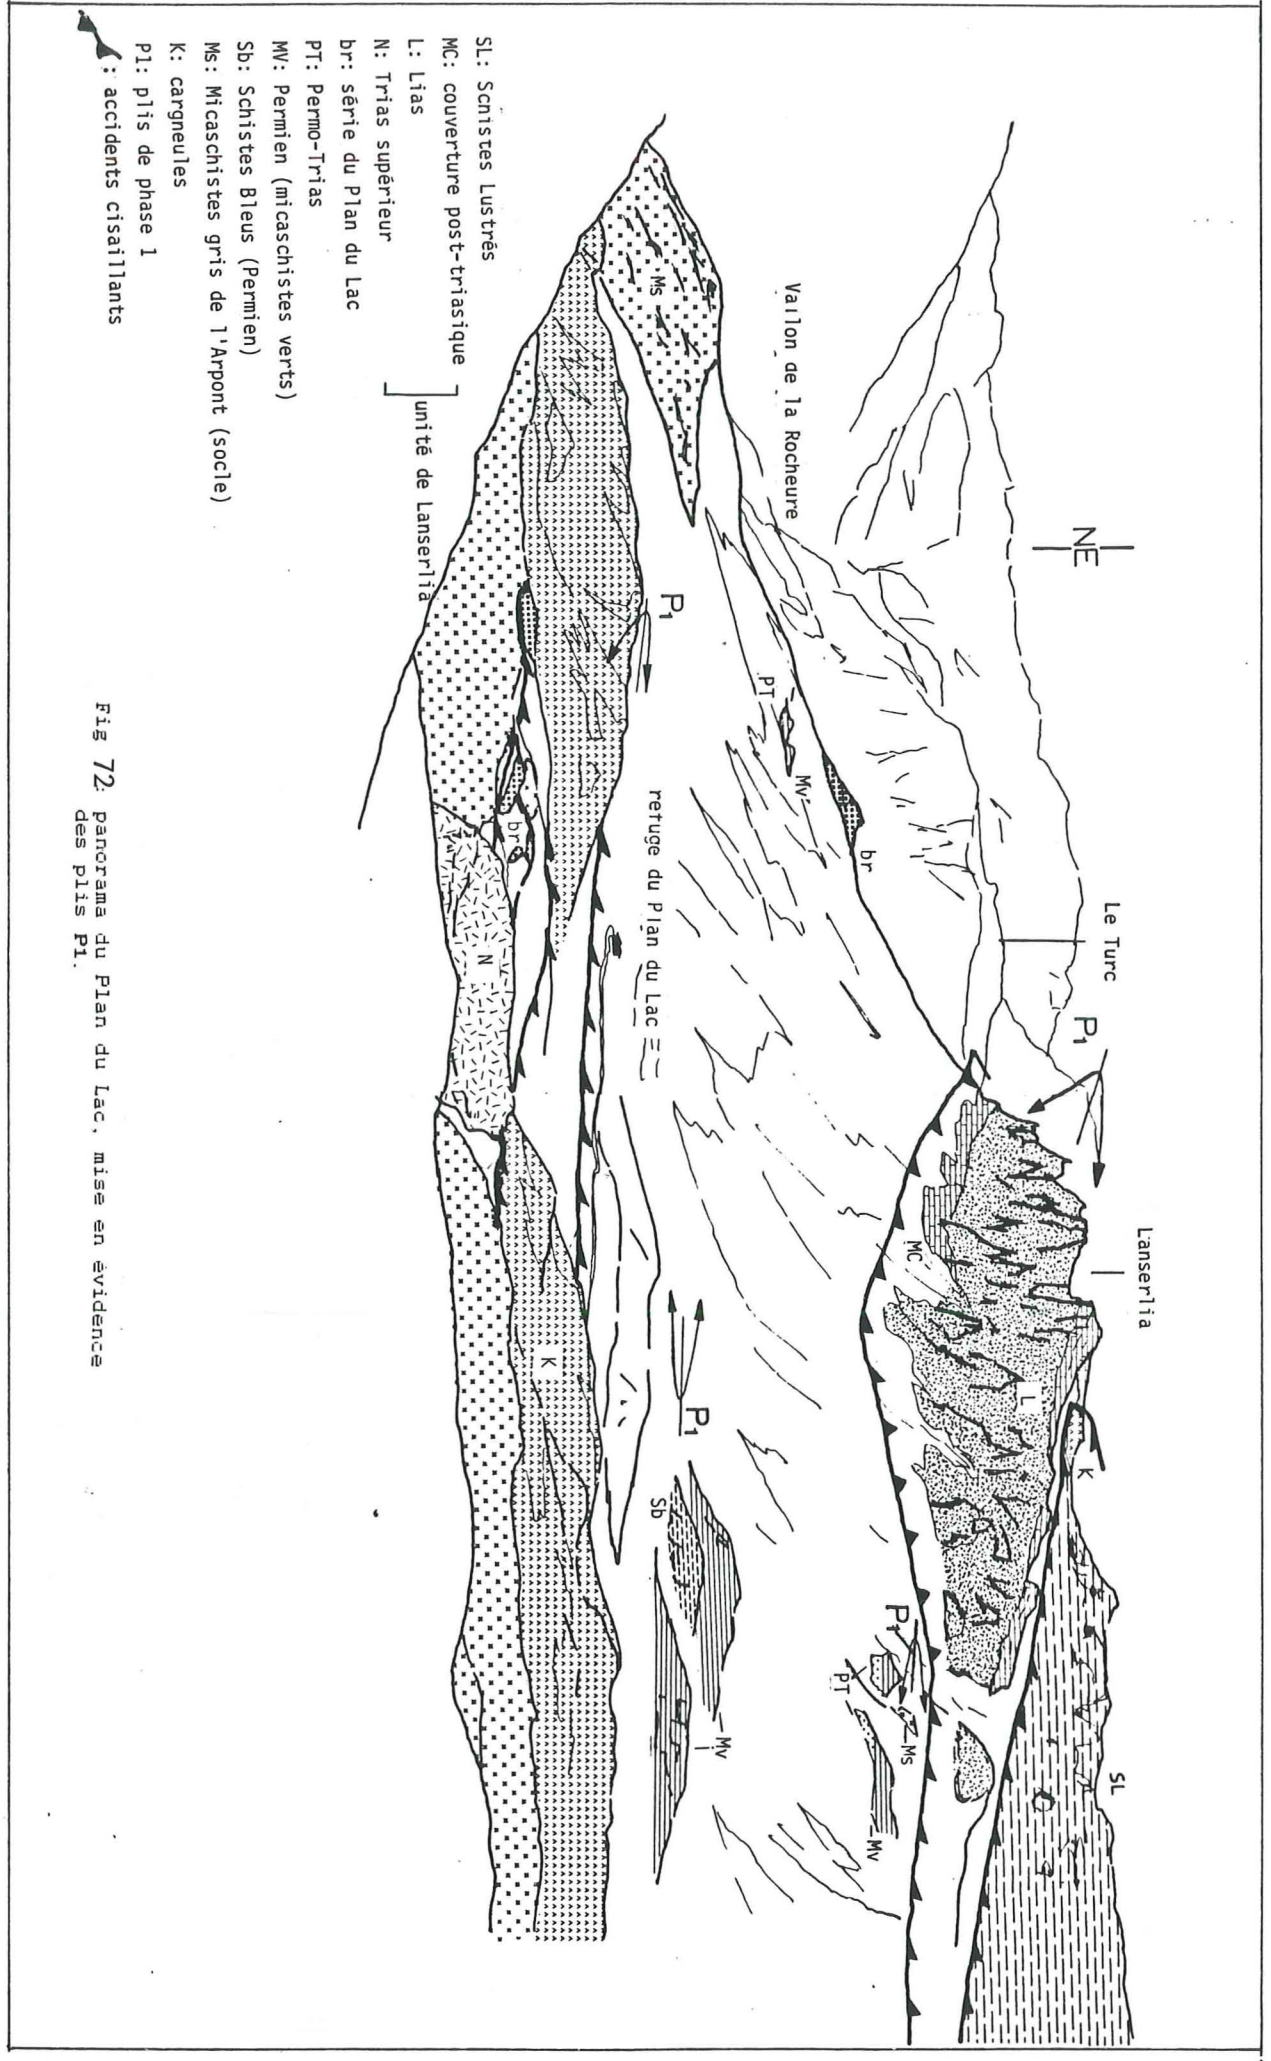 NE
Le Turc
P1
Lanserlia
Vallon de la Rocheure
br
MC
L
K
SL
Ms
P1
PT
Mv
P1
PT
Ms
Mv
refuge du Plan du Lac
P1
Sb
Mv
br
N
K
SL: Scnistes Lustrés
MC: couverture post-triasique
L: Lias
N: Trias supérieur
unité de Lanserlia
br: série du Plan du Lac
PT: Permo-Trias
MV: Permien (micaschistes verts)
Sb: Schistes Bleus (Permien)
Ms: Micaschistes gris de l'Arpont (socle)
K: cargneules
P1: plis de phase 1
: accidents cisaillants
Fig 72: panorama du Plan du Lac, mise en évidence
des plis P1.